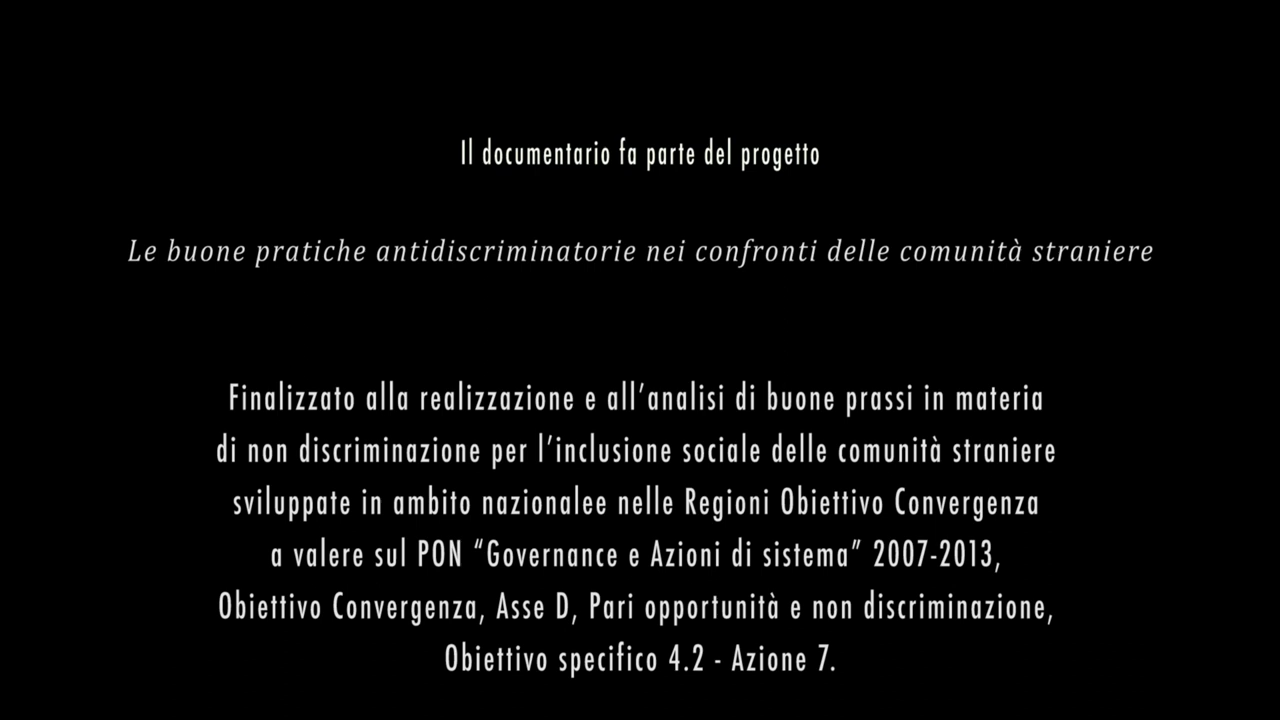 Il documentario fa parte del progetto
Le buone pratiche antidiscriminatorie nei confronti delle comunità straniere
Finalizzato alla realizzazione e all’analisi di buone prassi in materia
di non discriminazione per l’inclusione sociale delle comunità straniere
sviluppate in ambito nazionalee nelle Regioni Obiettivo Convergenza
a valere sul PON “Governance e Azioni di sistema” 2007-2013,
Obiettivo Convergenza, Asse D, Pari opportunità e non discriminazione,
Obiettivo specifico 4.2 - Azione 7.